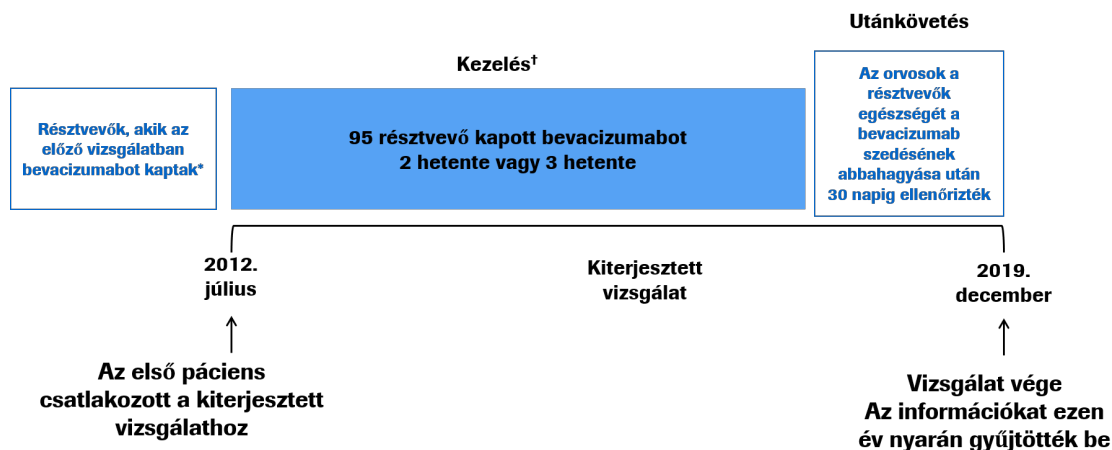 Utánkövetés
Kezelés†
Résztvevők, akik az
előző vizsgálatban
bevacizumabot kaptak*
95 résztvevő kapott bevacizumabot
2 hetente vagy 3 hetente
Az orvosok a
résztvevők
egészségét a
bevacizumab
szedésének
abbahagyása után
30 napig ellenőrizték
2012.
július
Kiterjesztett
vizsgálat
2019.
december
Az első páciens
csatlakozott a kiterjesztett
vizsgálathoz
Vizsgálat vége
Az információkat ezen
év nyarán gyűjtötték be